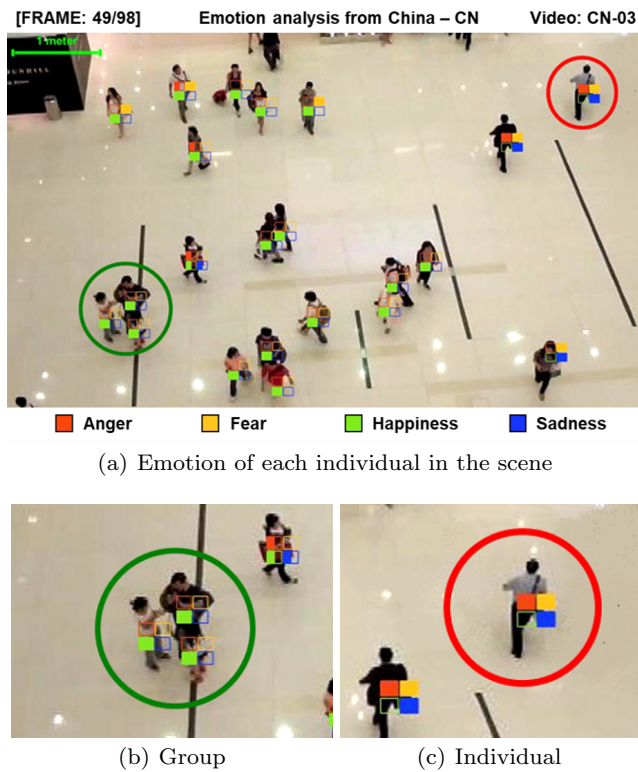 [FRAME: 49/98] Emotion analysis from China – CN Video: CN-03
1 meter
Anger Fear Happiness Sadness
(a) Emotion of each individual in the scene
(b) Group
(c) Individual